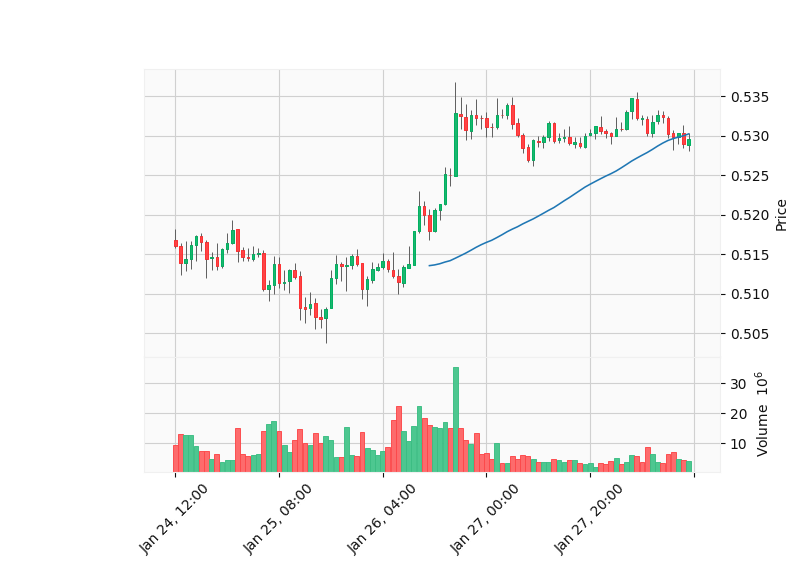 0.535
0.530
0.525
0.520
0.515
0.510
0.505
Price
30
20
10
Volume 10^6
Jan 24, 12:00
Jan 25, 08:00
Jan 26, 04:00
Jan 27, 00:00
Jan 27, 20:00